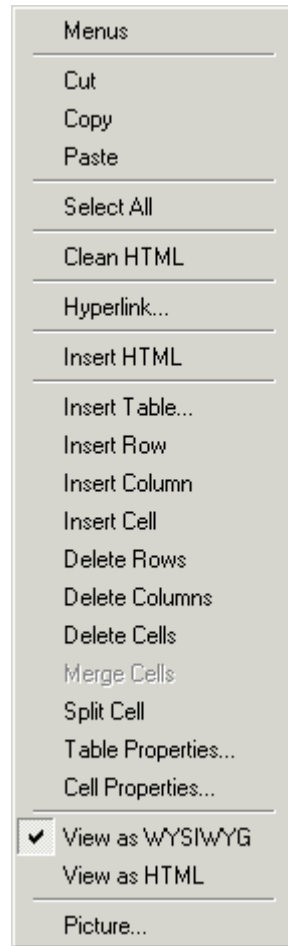 Menus
Cut
Copy
Paste
Select All
Clean HTML
Hyperlink...
Insert HTML
Insert Table...
Insert Row
Insert Column
Insert Cell
Delete Rows
Delete Columns
Delete Cells
Merge Cells
Split Cell
Table Properties...
Cell Properties...
View as WYSIWYG
View as HTML
Picture...